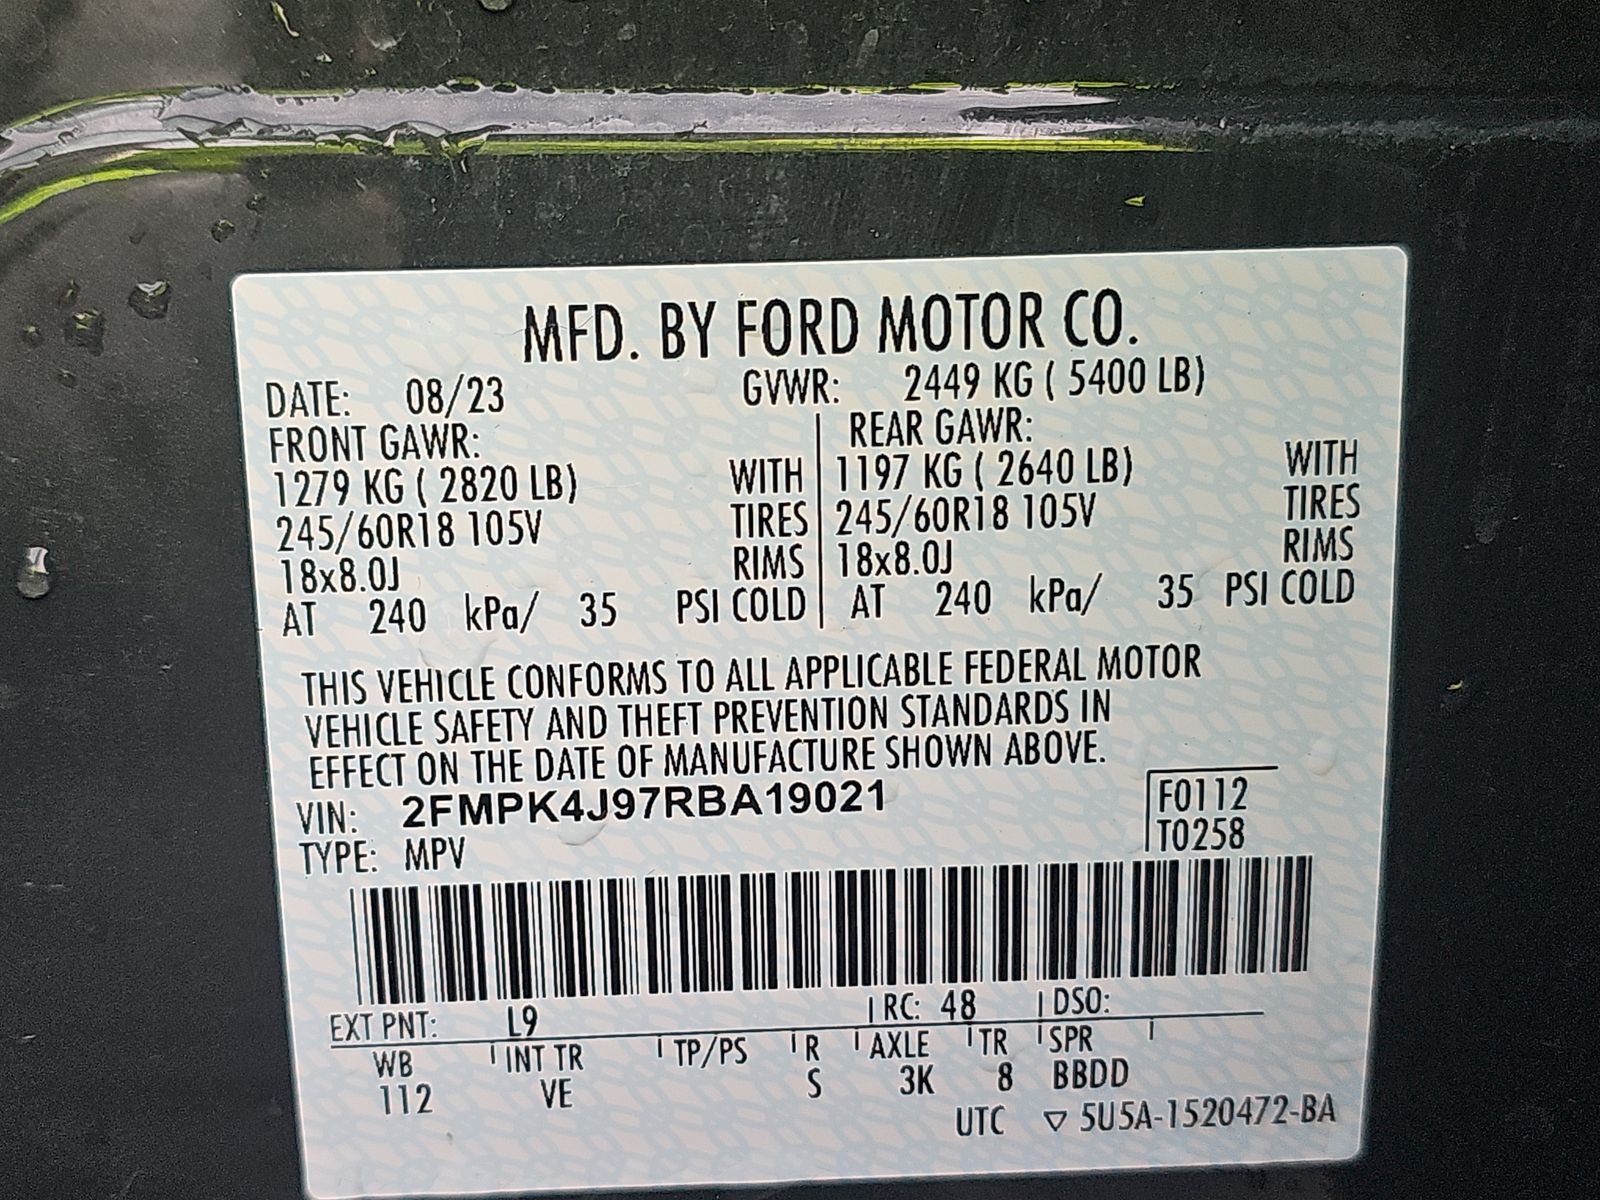 MFD. BY FORD MOTOR CO.
DATE: 08/23 GVWR: 2449 KG ( 5400 LB)
FRONT GAWR: REAR GAWR:
1279 KG ( 2820 LB) WITH 1197 KG ( 2640 LB) WITH
245/60R18 105V TIRES 245/60R18 105V TIRES
18x8.0J RIMS 18x8.0J RIMS
AT 240 kPa/ 35 PSI COLD AT 240 kPa/ 35 PSI COLD
THIS VEHICLE CONFORMS TO ALL APPLICABLE FEDERAL MOTOR
VEHICLE SAFETY AND THEFT PREVENTION STANDARDS IN
EFFECT ON THE DATE OF MANUFACTURE SHOWN ABOVE.
VIN: 2FMPK4J97RBA19021 F0112
TYPE: MPV T0258
EXT PNT: L9 RC: 48 DSO:
WB INT TR TP/PS R AXLE TR SPR
112 VE S 3K 8 BBDD
UTC ▽ 5U5A-1520472-BA